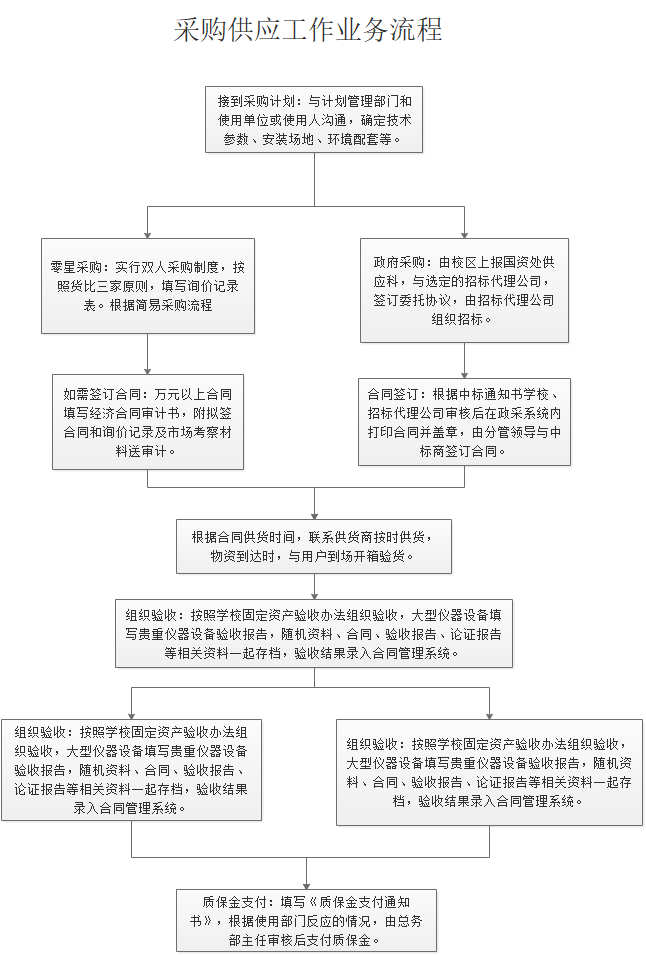 采购供应工作业务流程
接到采购计划：与计划管理部门和
使用单位或使用人沟通，确定技术
参数、安装场地、环境配套等。
零星采购：实行双人采购制度，按
照货比三家原则，填写询价记录
表。根据简易采购流程
政府采购：由校区上报国资处供
应科，与选定的招标代理公司，
签订委托协议，由招标代理公司
组织招标。
如需签订合同：万元以上合同
填写经济合同审计书，附拟签
合同和询价记录及市场考察材
料送审计。
合同签订：根据中标通知书学校、
招标代理公司审核后在政采系统内
打印合同并盖章，由分管领导与中
标商签订合同。
根据合同供货时间，联系供货商按时供货，
物资到达时，与用户到场开箱验货。
组织验收：按照学校固定资产验收办法组织验收，大型仪器设备填
写贵重仪器设备验收报告，随机资料、合同、验收报告、论证报告
等相关资料一起存档，验收结果录入合同管理系统。
组织验收：按照学校固定资产验收办法组
织验收，大型仪器设备填写贵重仪器设备
验收报告，随机资料、合同、验收报告、
论证报告等相关资料一起存档，验收结果
录入合同管理系统。
组织验收：按照学校固定资产验收办法组织验收，
大型仪器设备填写贵重仪器设备验收报告，随机资
料、合同、验收报告、论证报告等相关资料一起存
档，验收结果录入合同管理系统。
质保金支付：填写《质保金支付通知
书》，根据使用部门反应的情况，由总务
部主任审核后支付质保金。